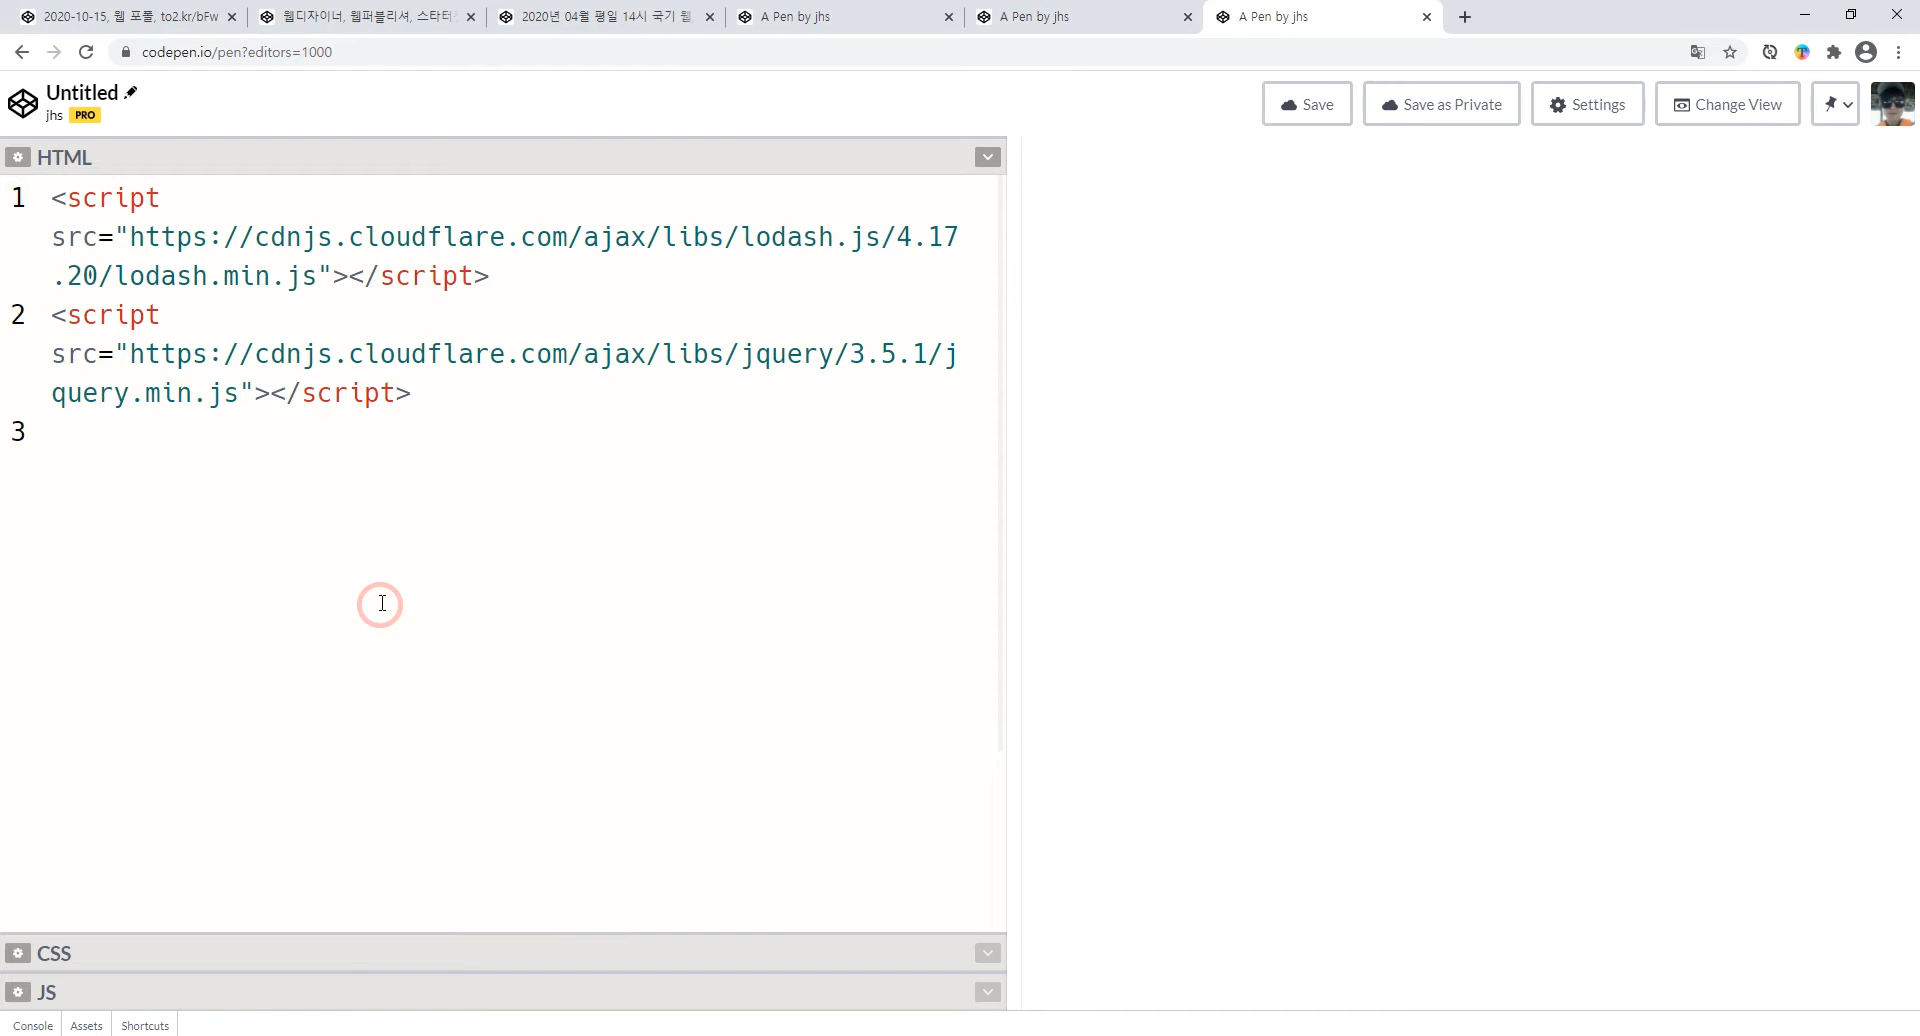 2020-10-15, 웹 포폴, to2.kr/bFw
웹디자이너, 웹퍼블리셔, 스타터
2020년 04월 평일 14시 국기 웹
A Pen by jhs
A Pen by jhs
A Pen by jhs
codepen.io/pen?editors=1000
Untitled
jhs PRO
Save
Save as Private
Settings
Change View
HTML
1 <script
src="https://cdnjs.cloudflare.com/ajax/libs/lodash.js/4.17
.20/lodash.min.js"></script>
2 <script
src="https://cdnjs.cloudflare.com/ajax/libs/jquery/3.5.1/j
query.min.js"></script>
3
CSS
JS
Console
Assets
Shortcuts